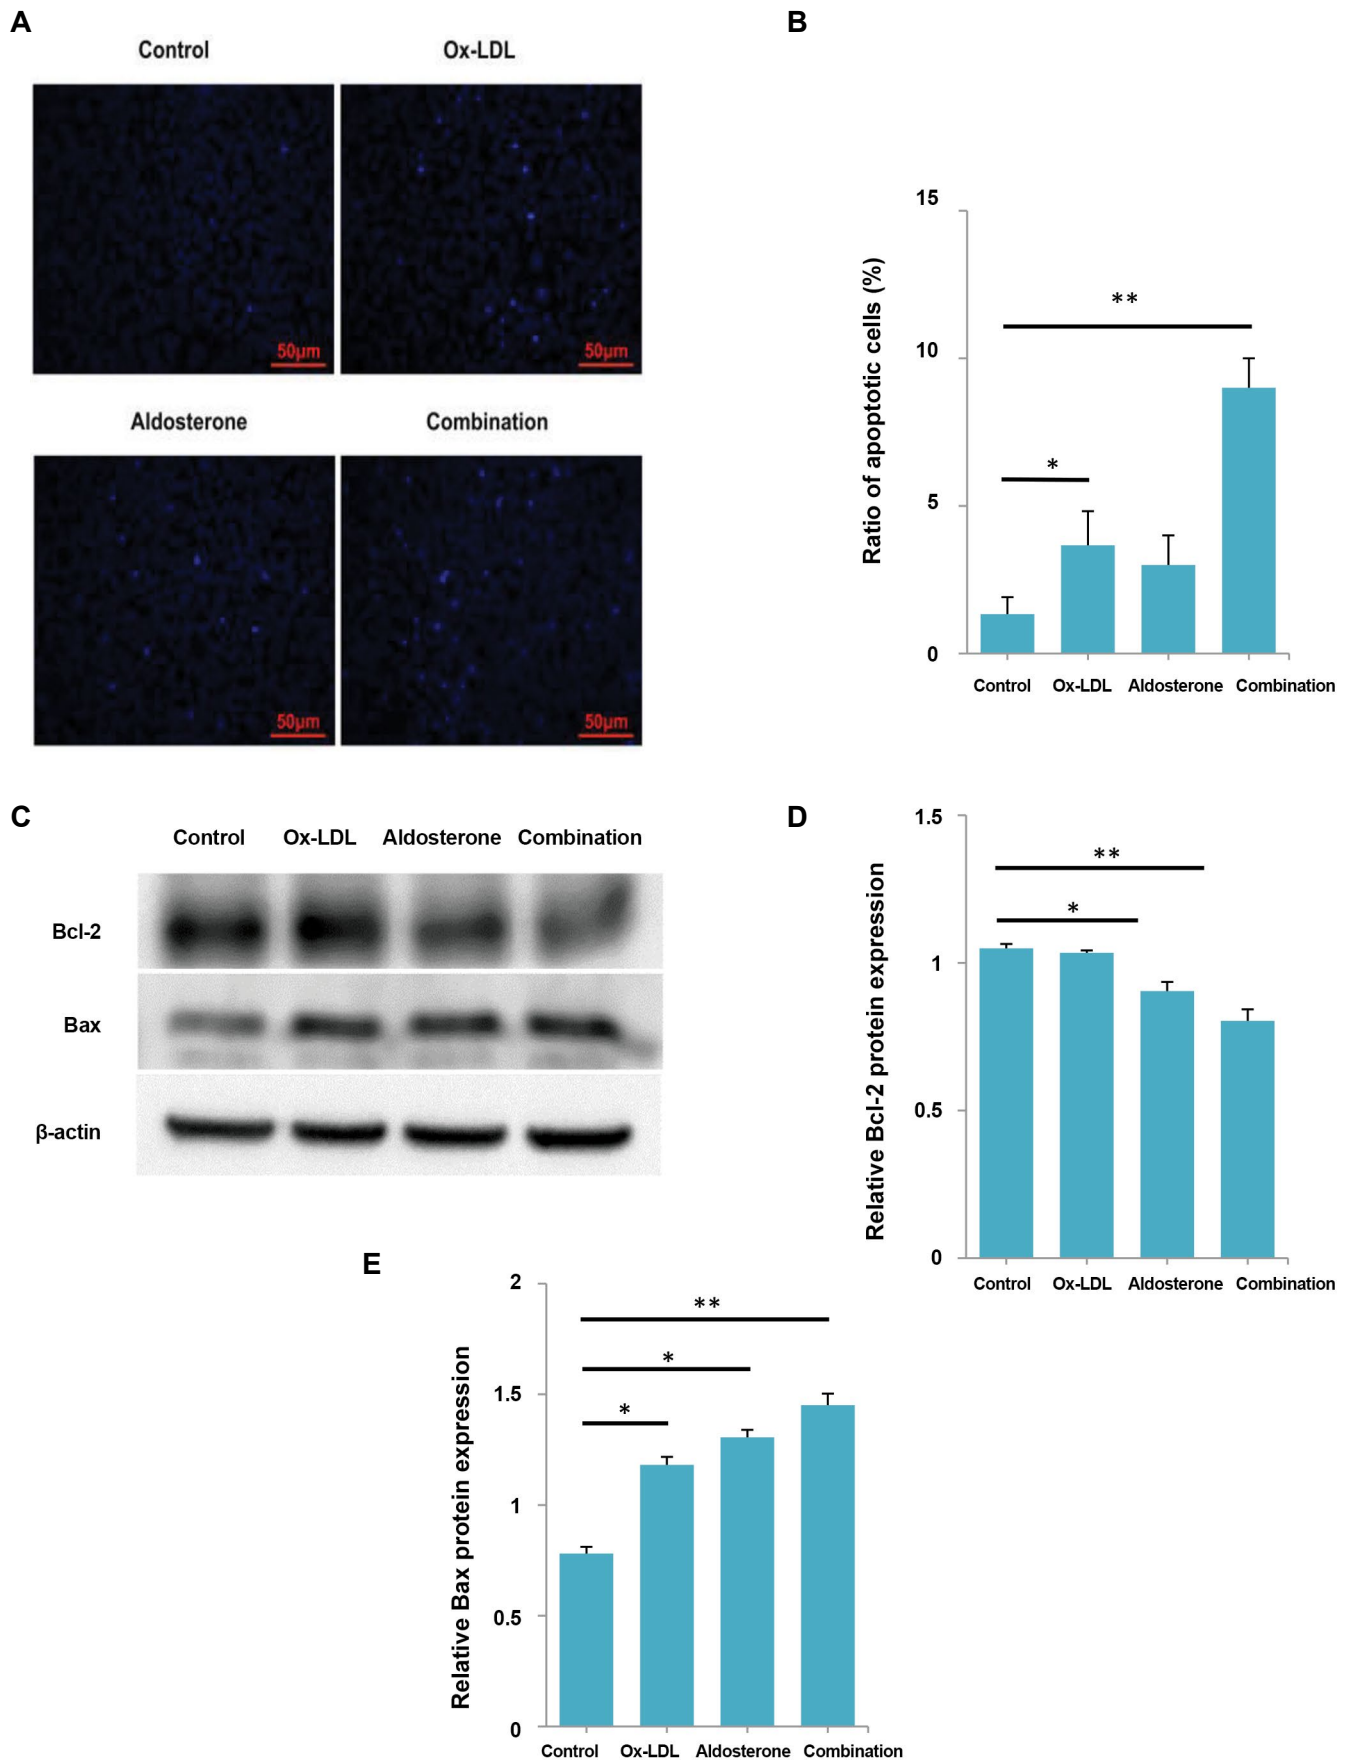 A
Control
Ox-LDL
50µm
50µm
Aldosterone
Combination
50µm
50µm
B
Ratio of apoptotic cells (%)
15
10
5
0
**
*
Control Ox-LDL Aldosterone Combination
C
Control Ox-LDL Aldosterone Combination
Bcl-2
Bax
β-actin
D
Relative Bcl-2 protein expression
1.5
1
0.5
0
**
*
Control Ox-LDL Aldosterone Combination
E
Relative Bax protein expression
2
1.5
1
0.5
0
**
*
*
Control Ox-LDL Aldosterone Combination